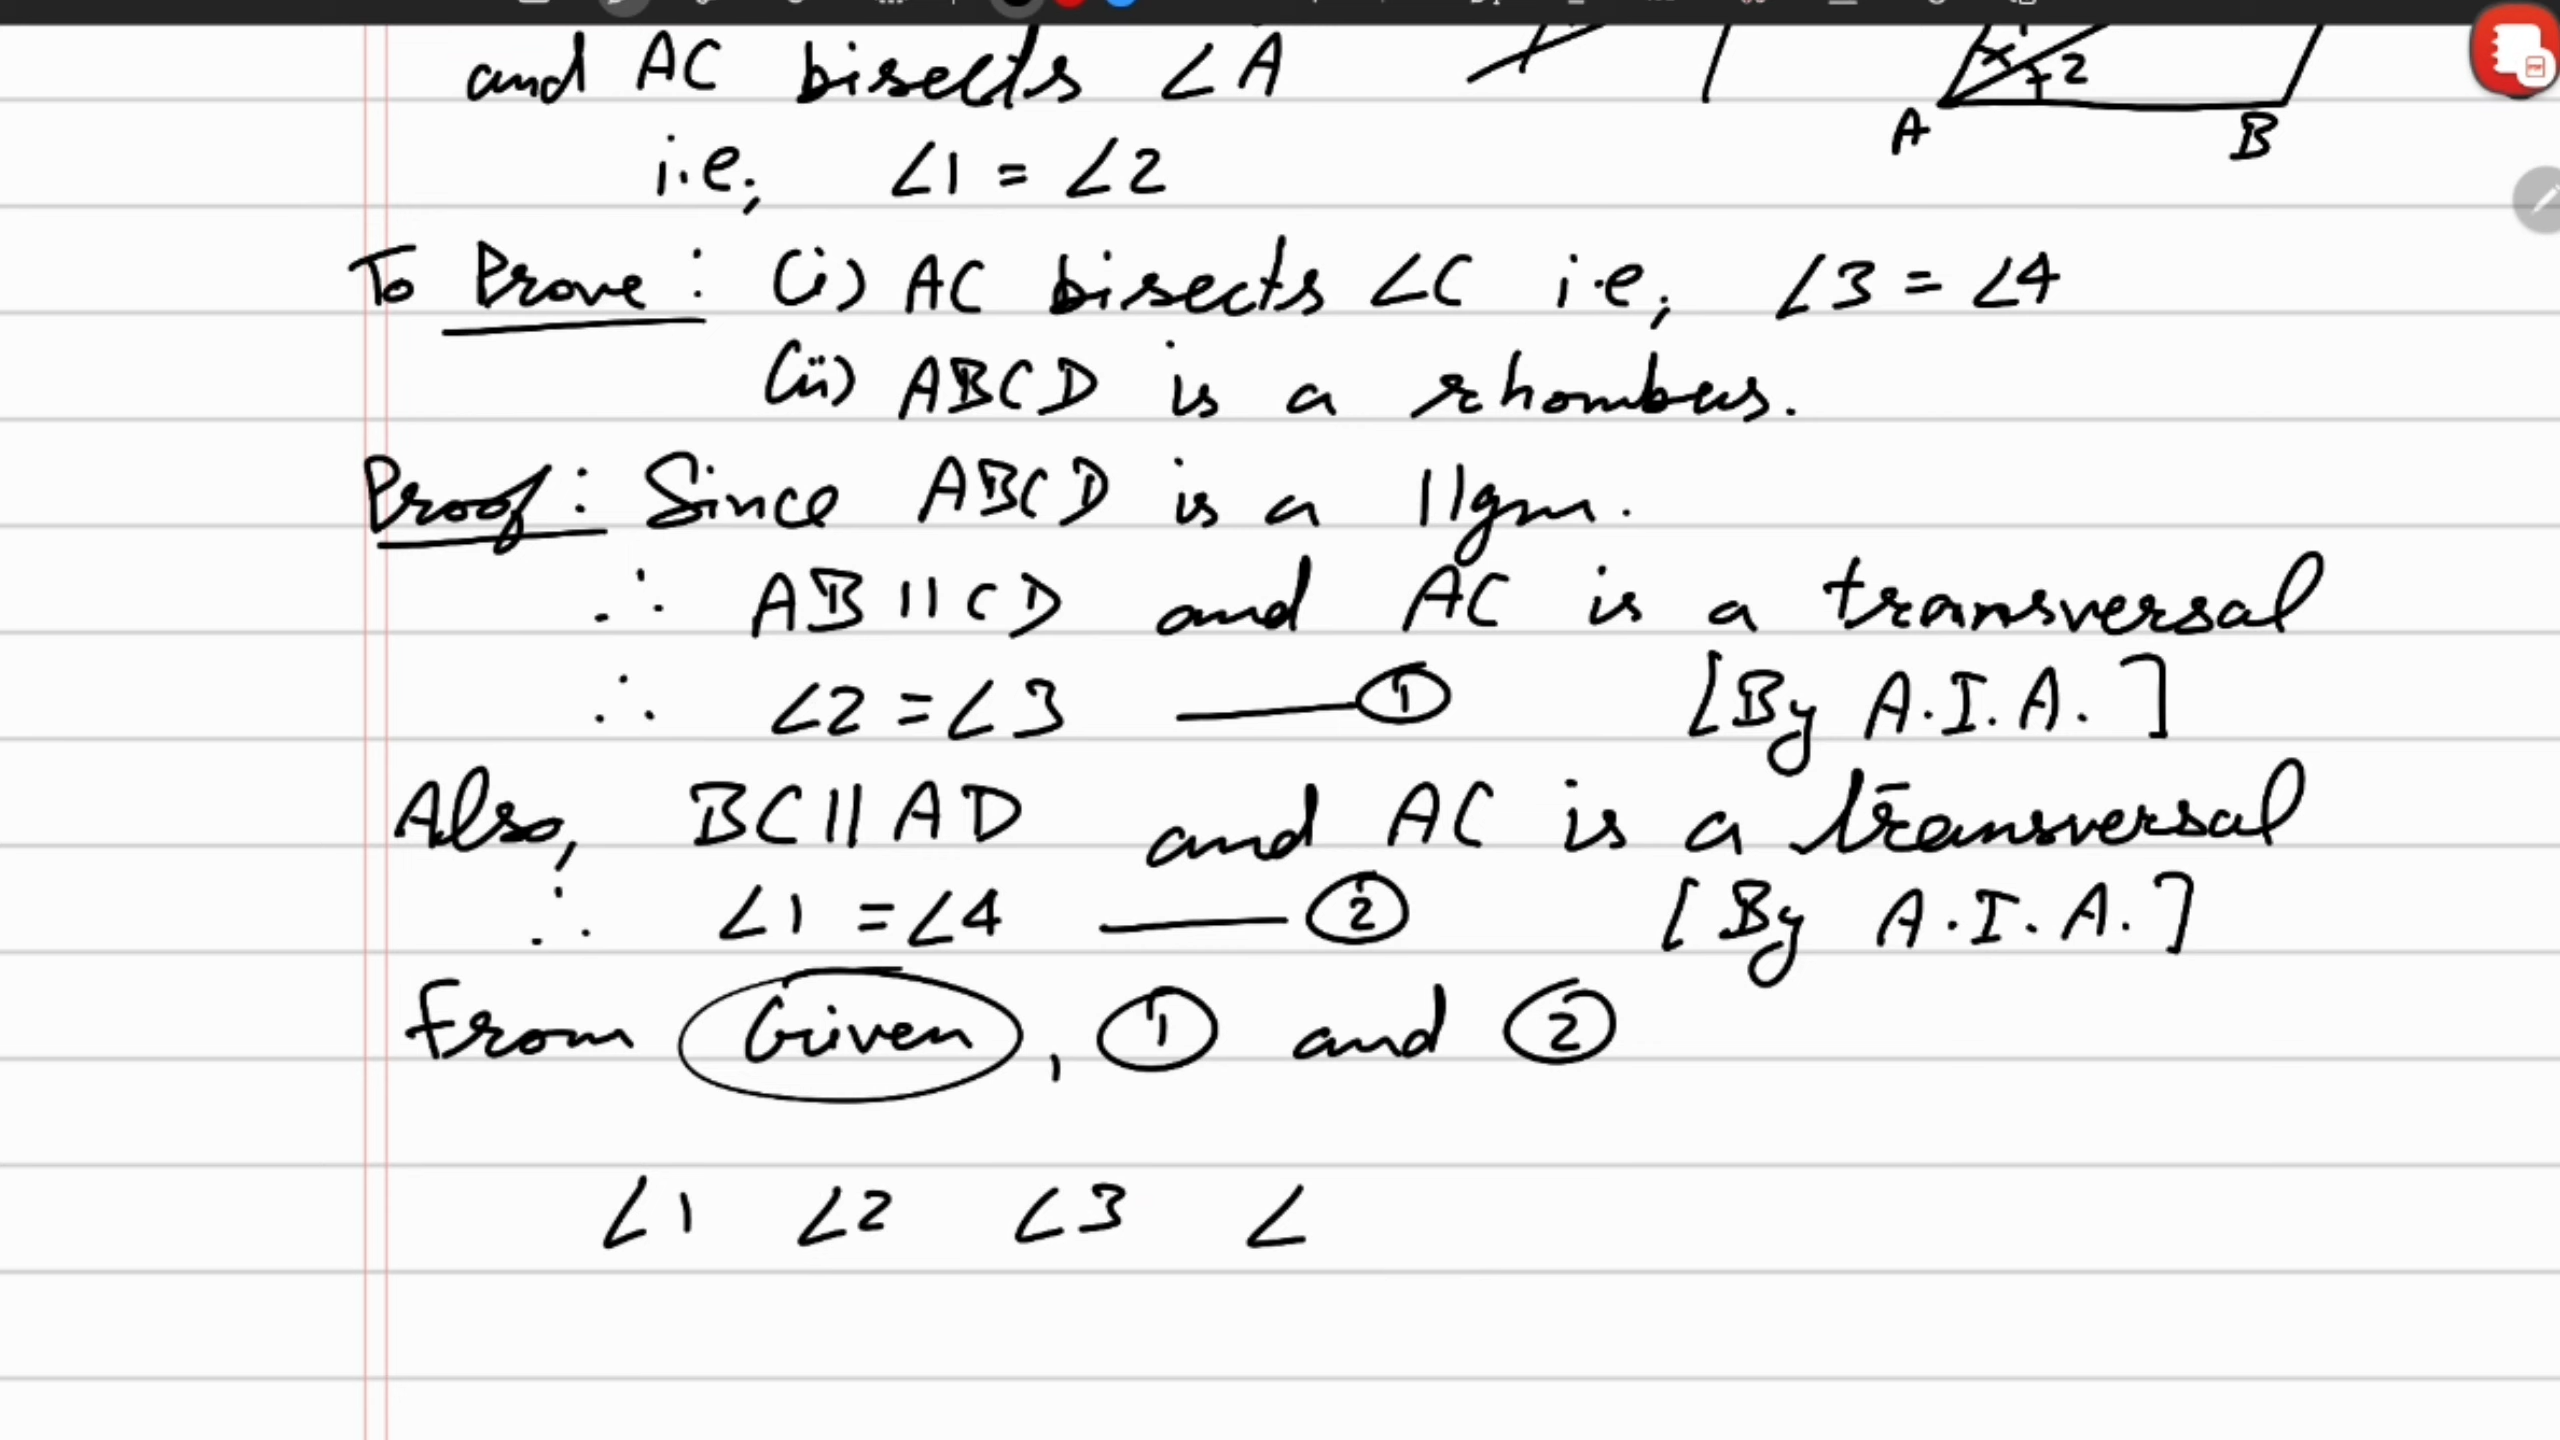 and AC bisects ∠A
2
A B
i.e; ∠1 = ∠2
To Prove : (i) AC bisects ∠C i.e; ∠3 = ∠4
(ii) ABCD is a rhombus.
Proof : Since ABCD is a ||gm.
∴ AB || CD and AC is a transversal
∴ ∠2 = ∠3 —— ① [By A.I.A.]
Also, BC || AD and AC is a transversal
∴ ∠1 = ∠4 —— ② [By A.I.A.]
From Given, ① and ②
∠1 ∠2 ∠3 ∠